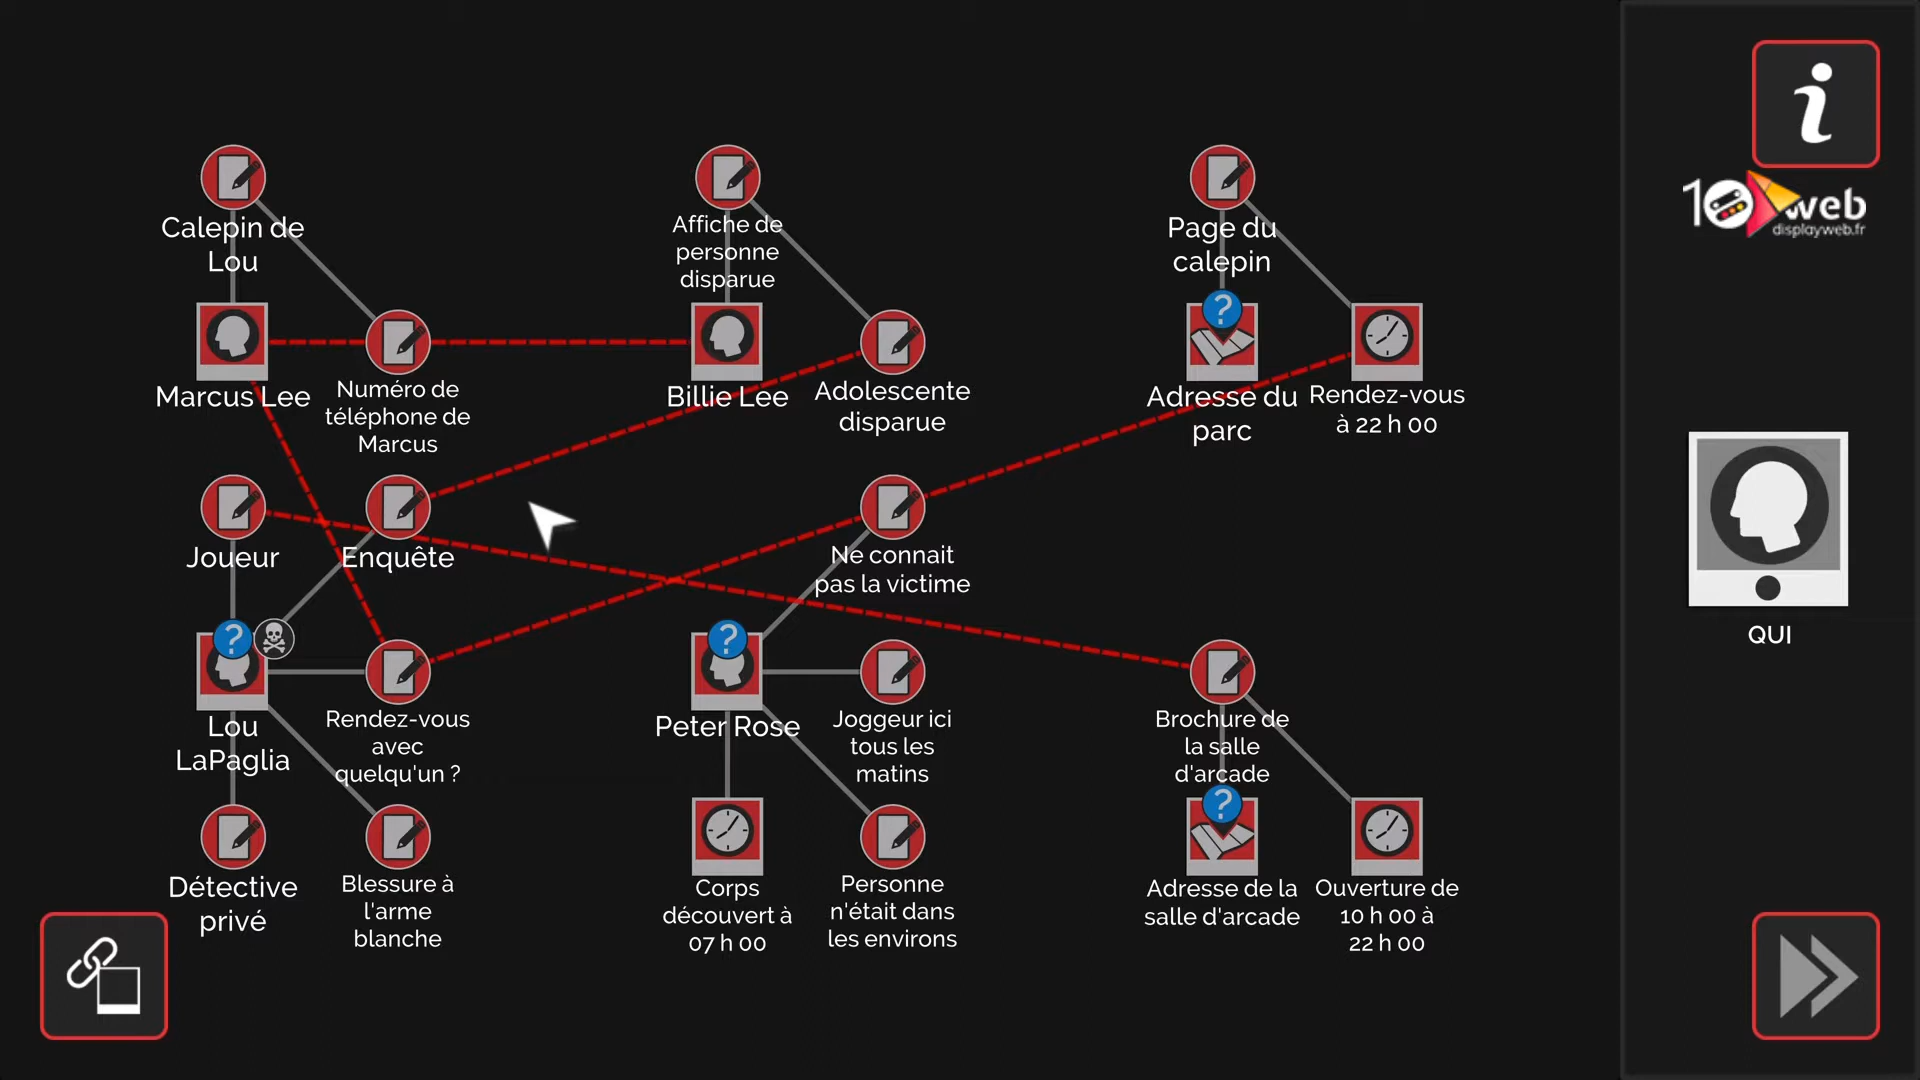 Calepin de
Lou
Affiche de
personne
disparue
Page du
calepin
10 web
displayweb.fr
Marcus Lee
Numéro de
téléphone de
Marcus
Billie Lee
Adolescente
disparue
?
Adresse du
parc
Rendez-vous
à 22 h 00
Joueur
Enquête
Ne connait
pas la victime
QUI
?
Lou
LaPaglia
Rendez-vous
avec
quelqu'un ?
?
Peter Rose
Joggeur ici
tous les
matins
Brochure de
la salle
d'arcade
Détective
privé
Blessure à
l'arme
blanche
Corps
découvert à
07 h 00
Personne
n'était dans
les environs
?
Adresse de la
salle d'arcade
Ouverture de
10 h 00 à
22 h 00